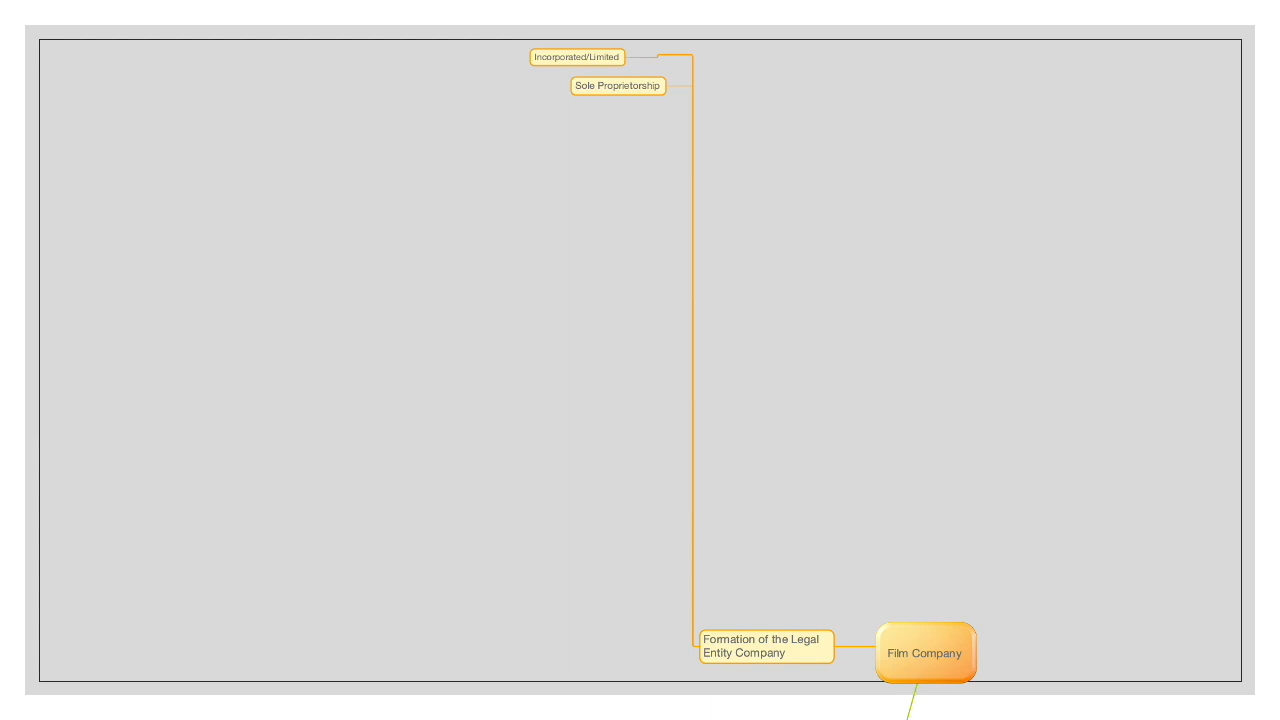 Incorporated/Limited
Sole Proprietorship
Formation of the Legal
Entity Company
Film Company